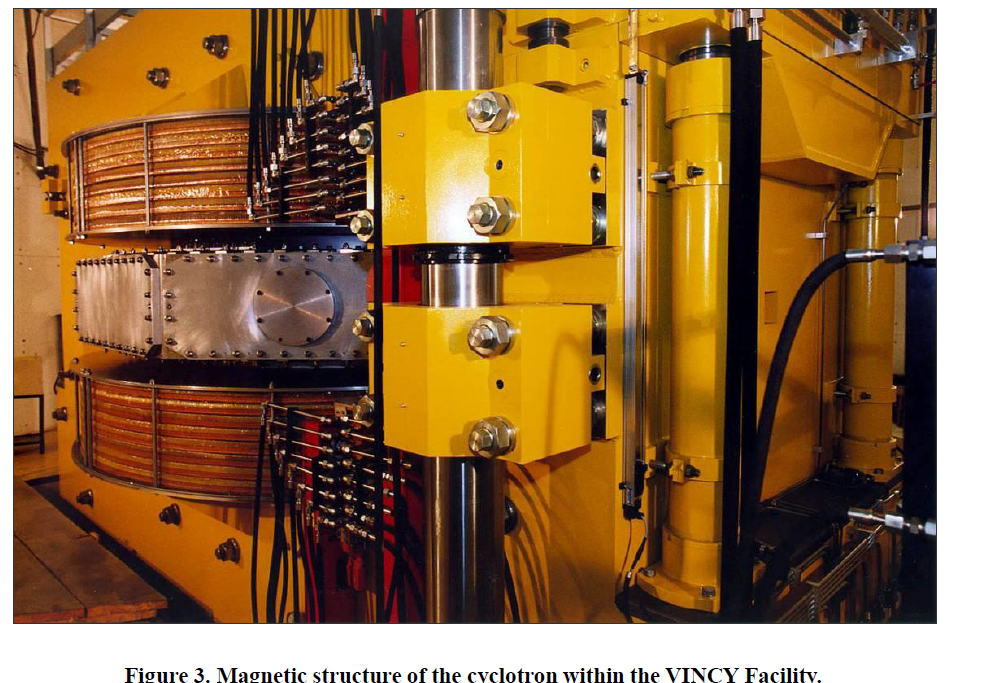 Figure 3. Magnetic structure of the cyclotron within the VINCY Facility.